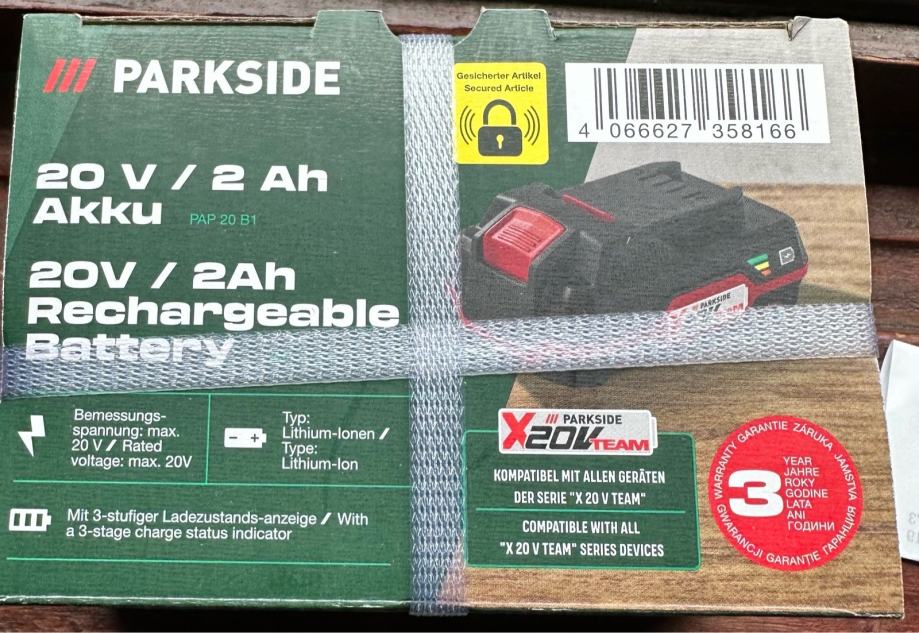 PARKSIDE
20 V / 2 Ah
Akku PAP 20 B1
20V / 2Ah
Rechargeable
Battery
Bemessungs-
spannung: max.
20 V / Rated
voltage: max. 20V
Typ:
Lithium-Ionen /
Type:
Lithium-Ion
Mit 3-stufiger Ladezustands-anzeige / With
a 3-stage charge status indicator
Gesicherter Artikel
Secured Article
4 066627 358166
PARKSIDE
PARKSIDE
X20V TEAM
KOMPATIBEL MIT ALLEN GERÄTEN
DER SERIE "X 20 V TEAM"
COMPATIBLE WITH ALL
"X 20 V TEAM" SERIES DEVICES
WARRANTY GARANTIE ZÁRUKA JAMSTVA
3
YEAR
JAHRE
ROKY
GODINE
LATA
ANI
ГОДИНИ
GWARANCJI GARANȚIE ГАРАНЦИЯ